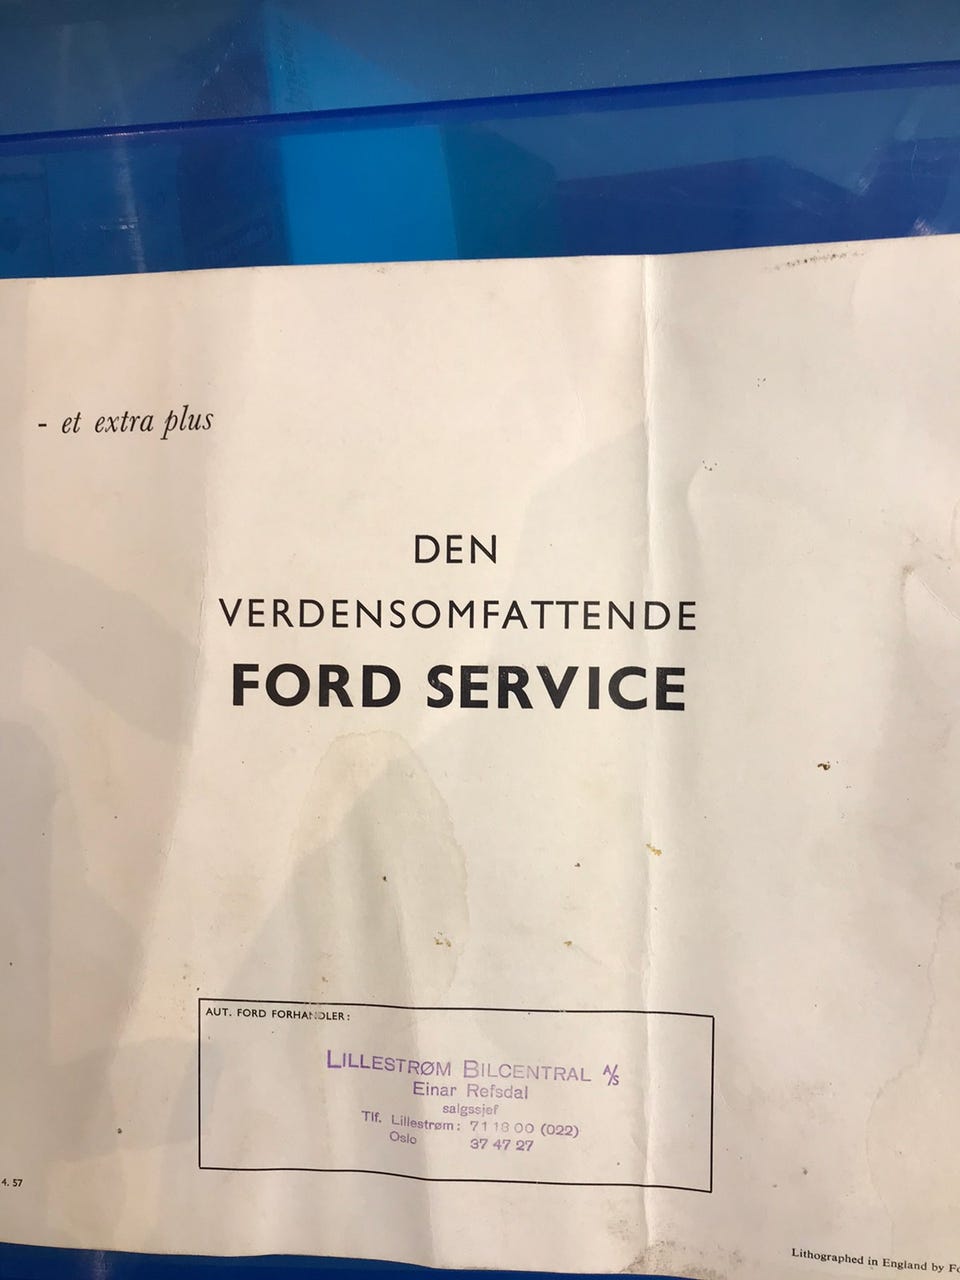 - et extra plus
DEN
VERDENSOMFATTENDE
FORD SERVICE
AUT. FORD FORHANDLER:
LILLESTRØM BILCENTRAL A/S
Einar Refsdal
salgssjef
Tlf. Lillestrøm: 71 18 00 (022)
Oslo 37 47 27
4. 57
Lithographed in England by